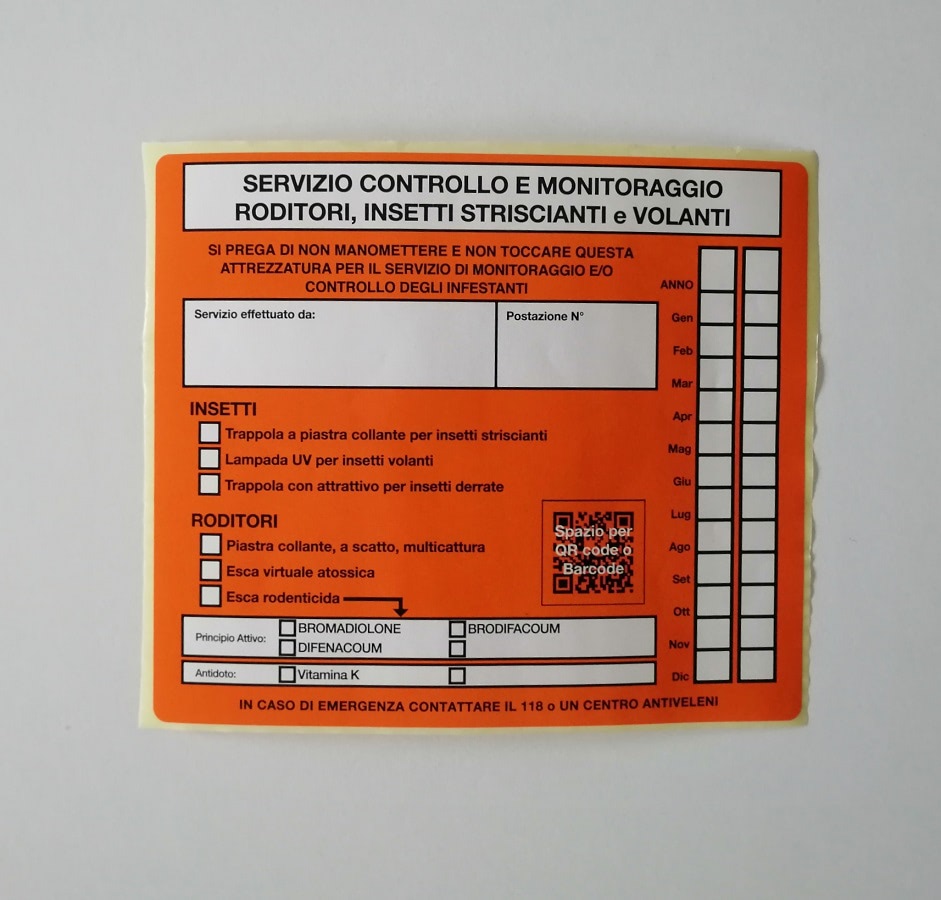 SERVIZIO CONTROLLO E MONITORAGGIO
RODITORI, INSETTI STRISCIANTI e VOLANTI
SI PREGA DI NON MANOMETTERE E NON TOCCARE QUESTA
ATTREZZATURA PER IL SERVIZIO DI MONITORAGGIO E/O
CONTROLLO DEGLI INFESTANTI
Servizio effettuato da:
Postazione N°
INSETTI
Trappola a piastra collante per insetti striscianti
Lampada UV per insetti volanti
Trappola con attrattivo per insetti derrate
RODITORI
Piastra collante, a scatto, multicattura
Esca virtuale atossica
Esca rodenticida
Spazio per
QR code o
Barcode
Principio Attivo:
BROMADIOLONE
BRODIFACOUM
DIFENACOUM
Antidoto:
Vitamina K
ANNO
Gen
Feb
Mar
Apr
Mag
Giu
Lug
Ago
Set
Ott
Nov
Dic
IN CASO DI EMERGENZA CONTATTARE IL 118 o UN CENTRO ANTIVELENI